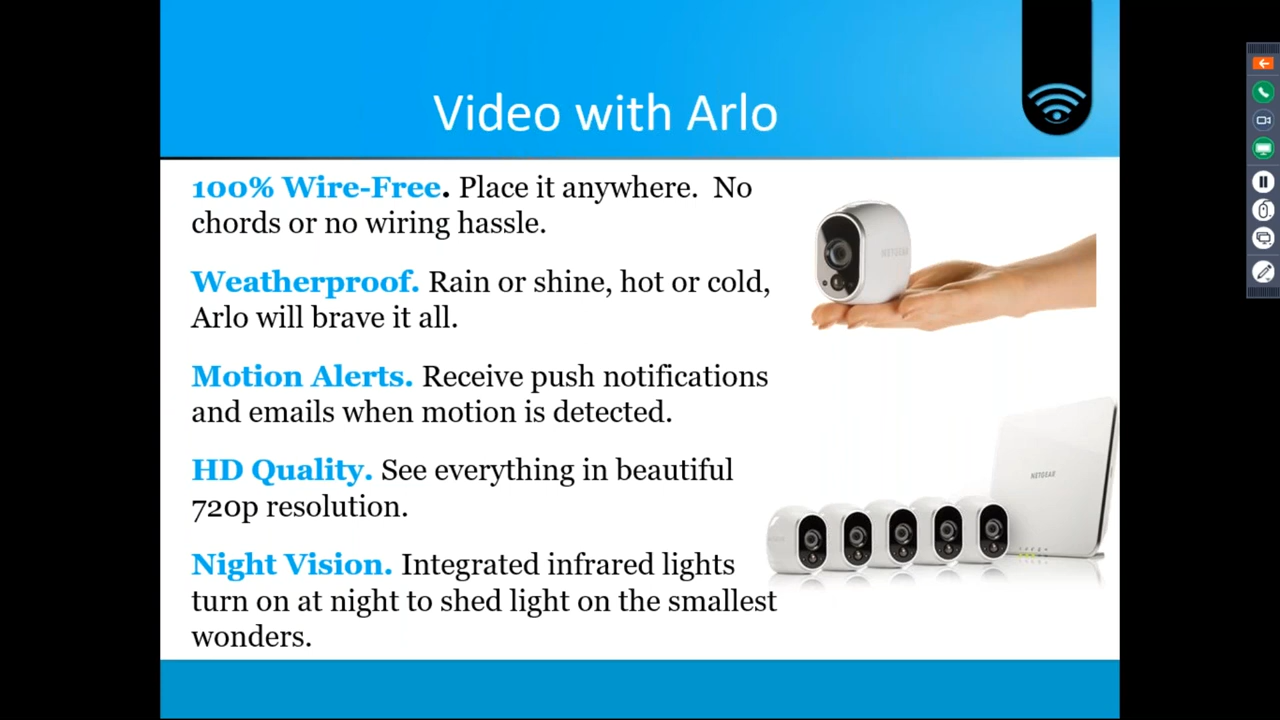 Video with Arlo
100% Wire-Free. Place it anywhere.  No
chords or no wiring hassle.
Weatherproof. Rain or shine, hot or cold,
Arlo will brave it all.
Motion Alerts. Receive push notifications
and emails when motion is detected.
HD Quality. See everything in beautiful
720p resolution.
Night Vision. Integrated infrared lights
turn on at night to shed light on the smallest
wonders.
NETGEAR
NETGEAR